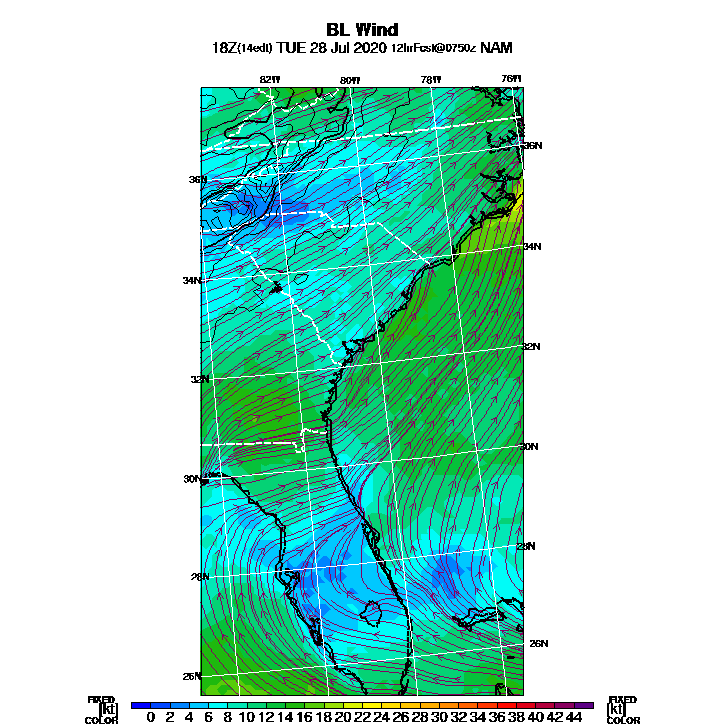 BL Wind
18Z(14edt) TUE 28 Jul 2020 12hrFcst@0750z NAM
82W 80W 78W 76W
36N
36N
34N
34N
32N
32N
30N
30N
28N
28N
26N
26N
FIXED FIXED
[kt] 0 2 4 6 8 10 12 14 16 18 20 22 24 26 28 30 32 34 36 38 40 42 44 [kt]
COLOR COLOR